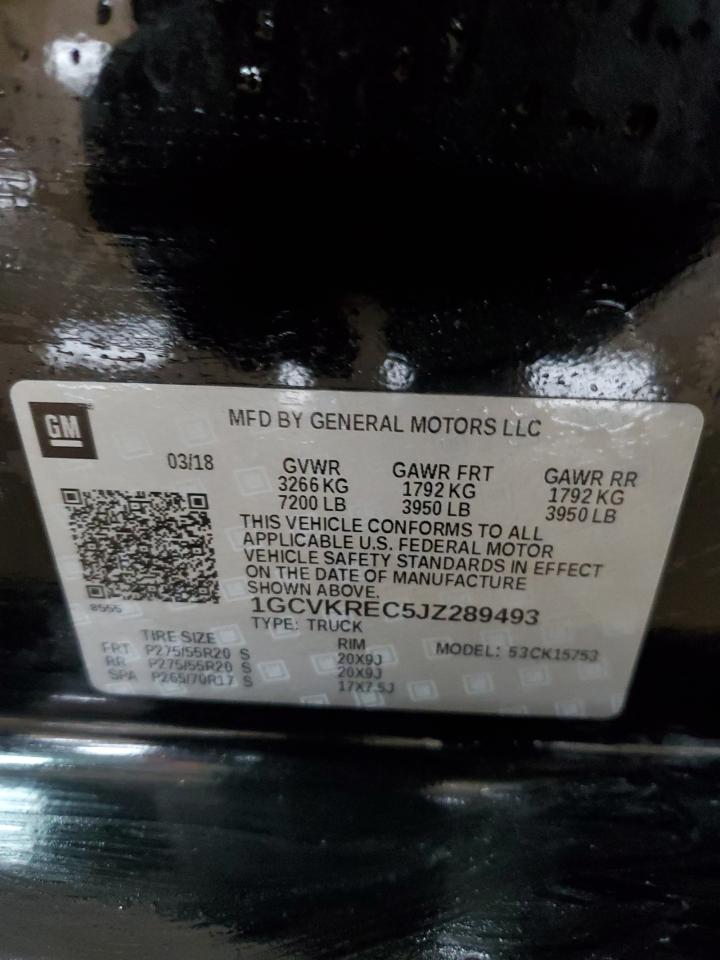 GM
MFD BY GENERAL MOTORS LLC
03/18
GVWR
3266 KG
7200 LB
GAWR FRT
1792 KG
3950 LB
GAWR RR
1792 KG
3950 LB
THIS VEHICLE CONFORMS TO ALL
APPLICABLE U.S. FEDERAL MOTOR
VEHICLE SAFETY STANDARDS IN EFFECT
ON THE DATE OF MANUFACTURE
SHOWN ABOVE.
8555
1GCVKREC5JZ289493
TYPE: TRUCK
MODEL: 53CK15753
TIRE SIZE RIM
FRT P275/55R20 S 20X9J
RR P275/55R20 S 20X9J
SPA P265/70R17 S 17X7.5J